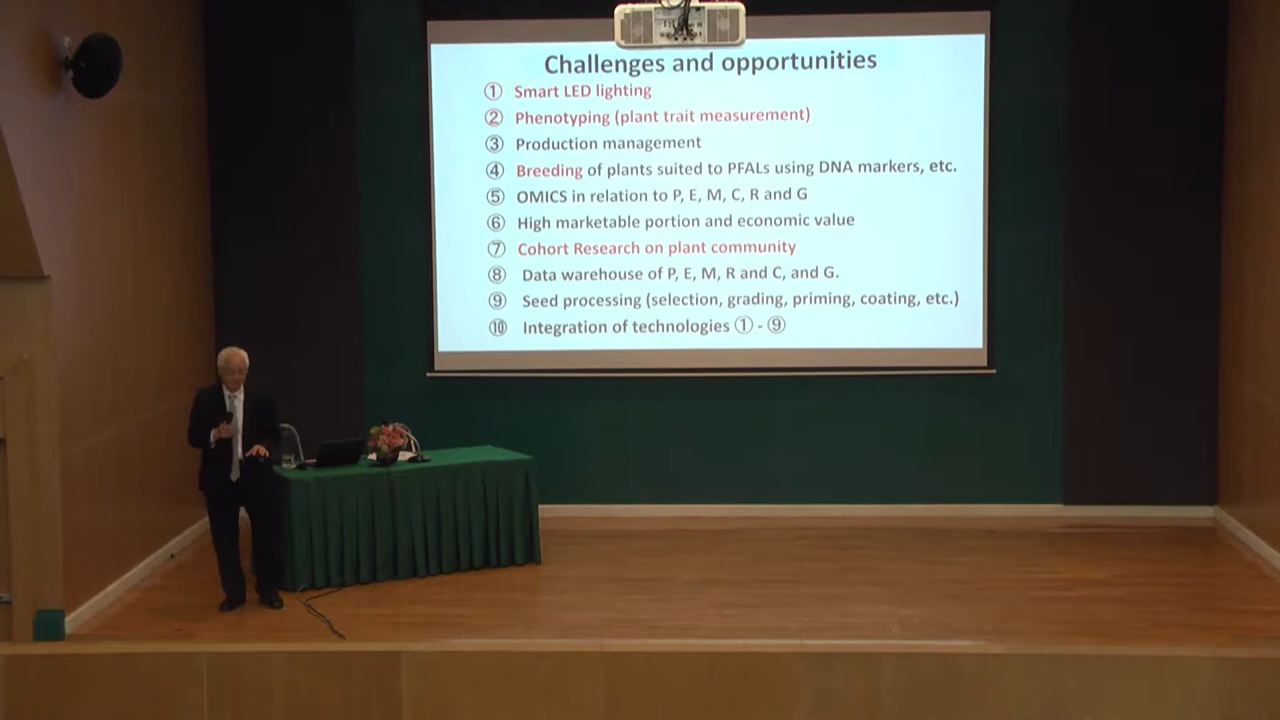 Challenges and opportunities
① Smart LED lighting
② Phenotyping (plant trait measurement)
③ Production management
④ Breeding of plants suited to PFALs using DNA markers, etc.
⑤ OMICS in relation to P, E, M, C, R and G
⑥ High marketable portion and economic value
⑦ Cohort Research on plant community
⑧ Data warehouse of P, E, M, R and C, and G.
⑨ Seed processing (selection, grading, priming, coating, etc.)
⑩ Integration of technologies ① - ⑨